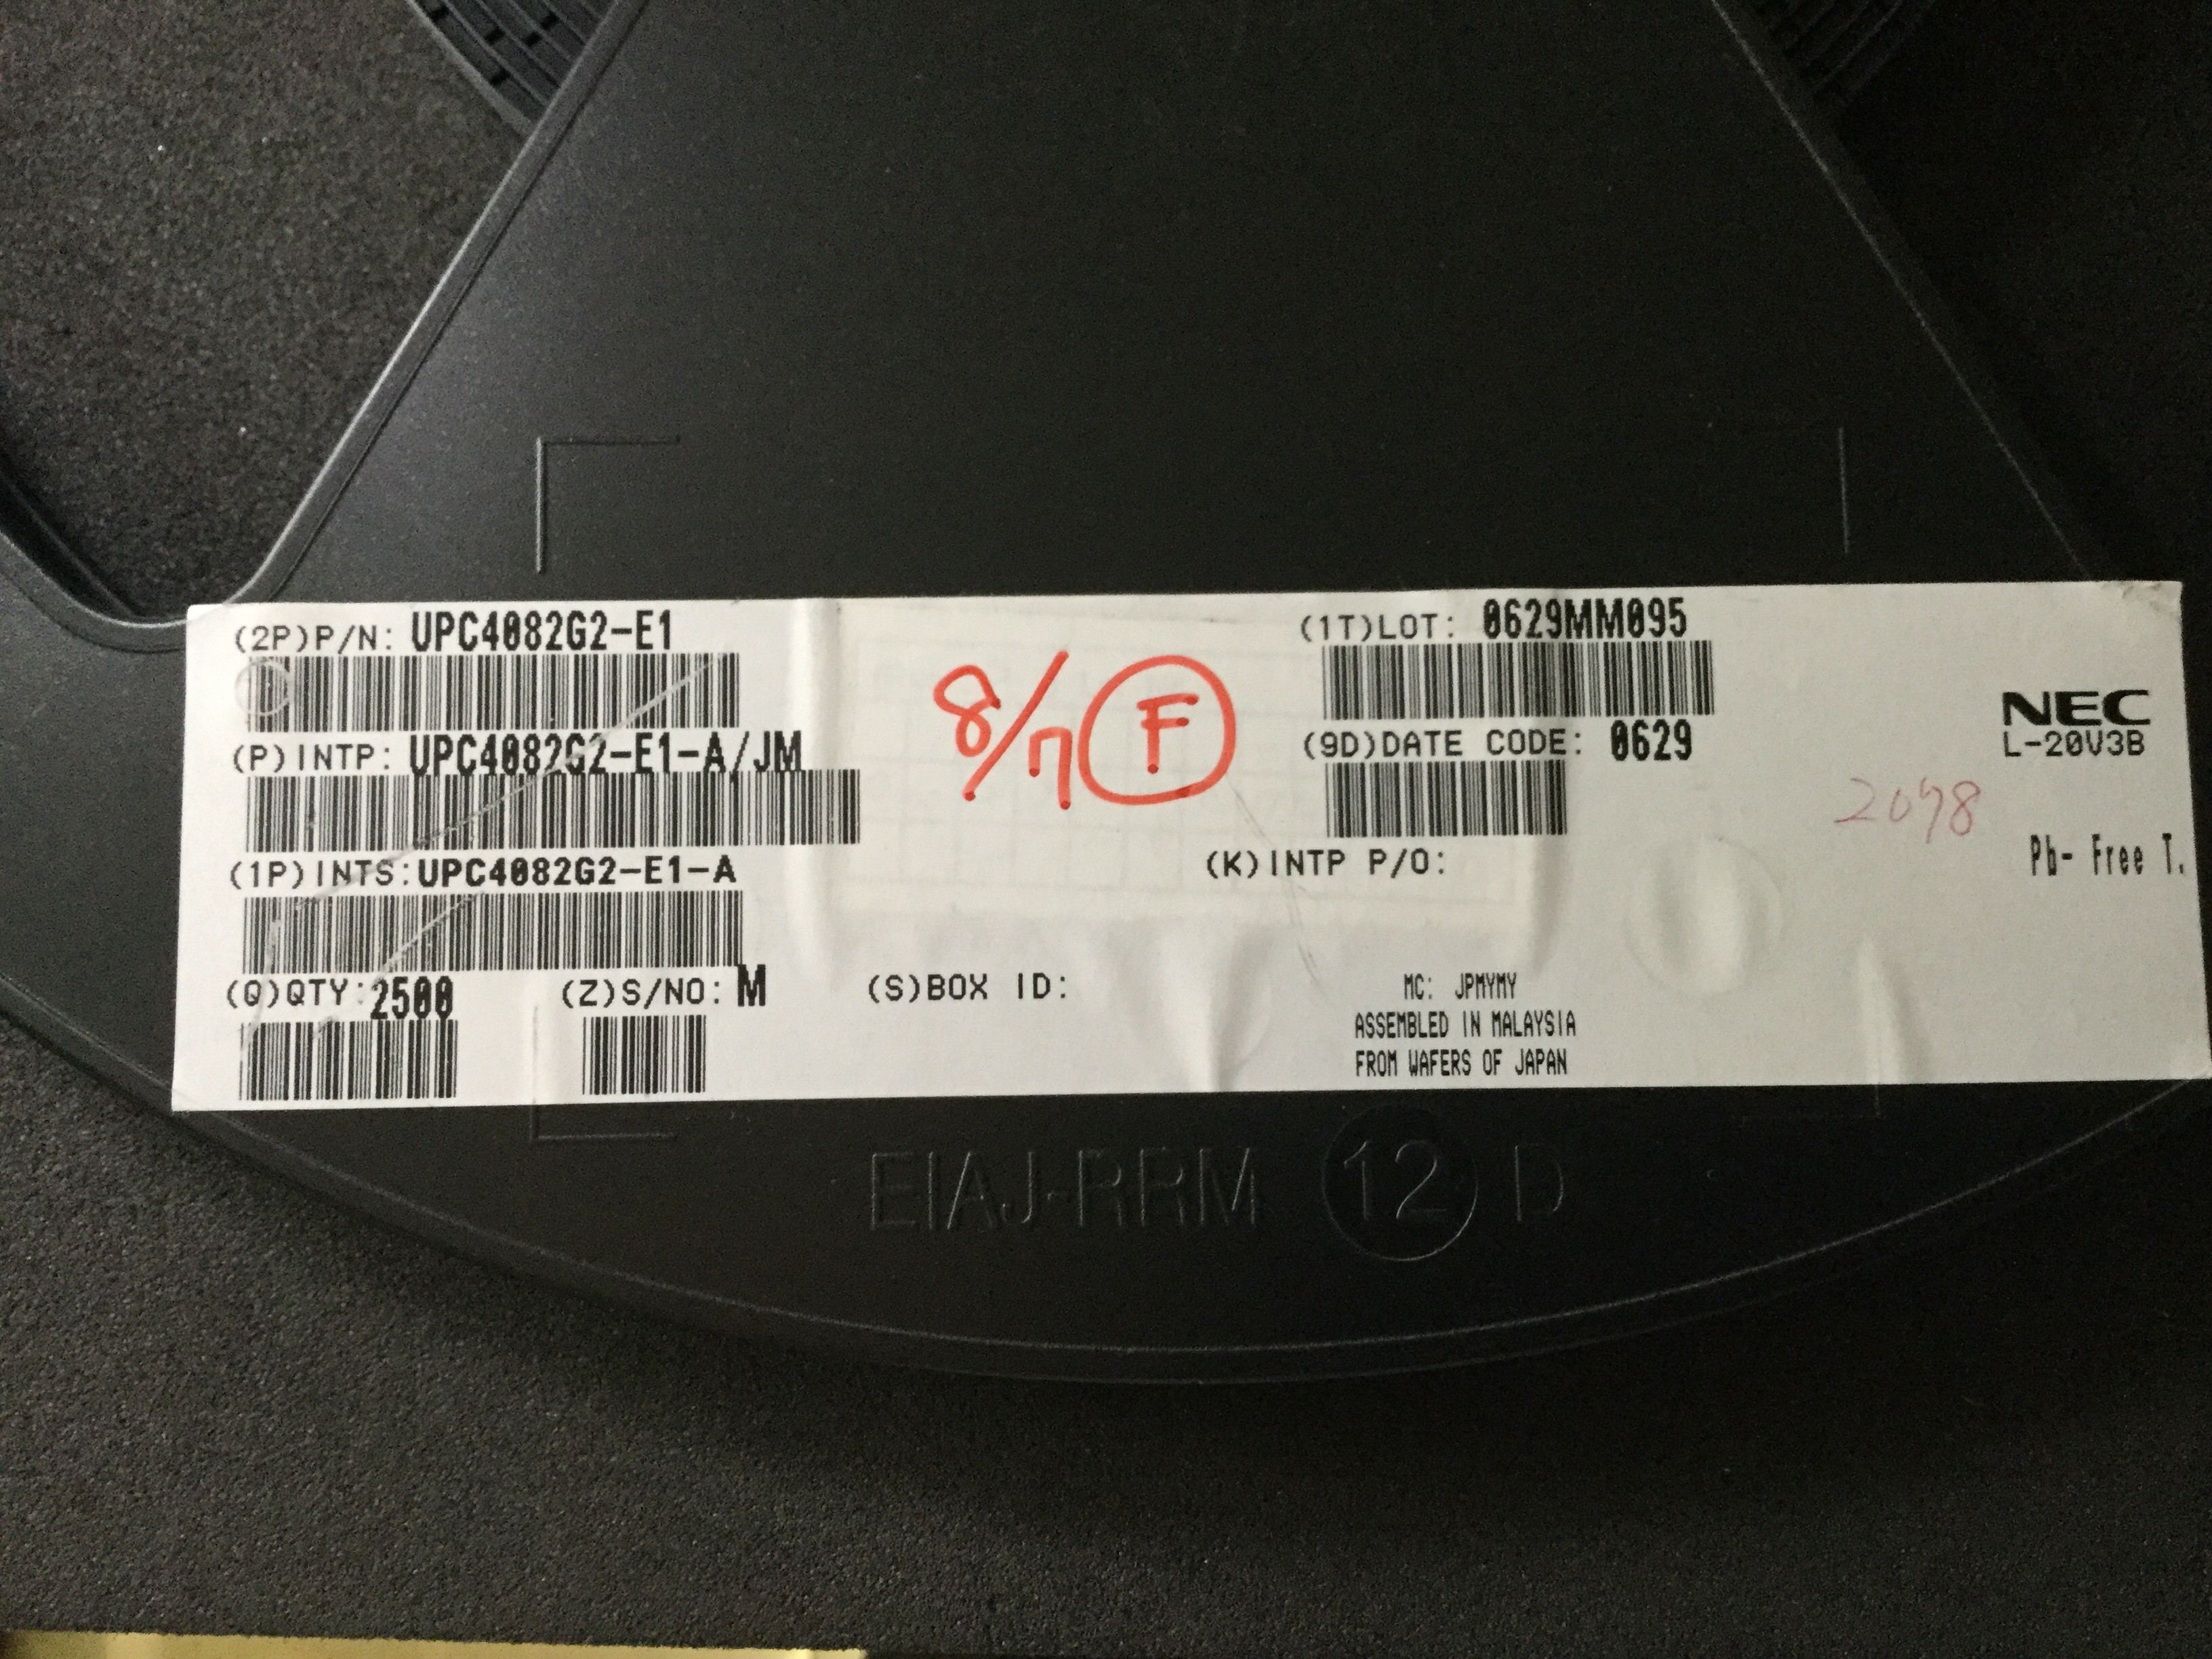 (2P)P/N: UPC4082G2-E1
(P)INTP: UPC4082G2-E1-A/JM
(1P)INTS:UPC4082G2-E1-A
(Q)QTY:2500
(Z)S/NO: M
(S)BOX ID:
8/7 F
(1T)LOT: 0629MM095
(9D)DATE CODE: 0629
(K)INTP P/O:
MC: JPMYMY
ASSEMBLED IN MALAYSIA
FROM WAFERS OF JAPAN
NEC
L-20V3B
2098
Pb- Free T.
EIAJ-RRM 12 D